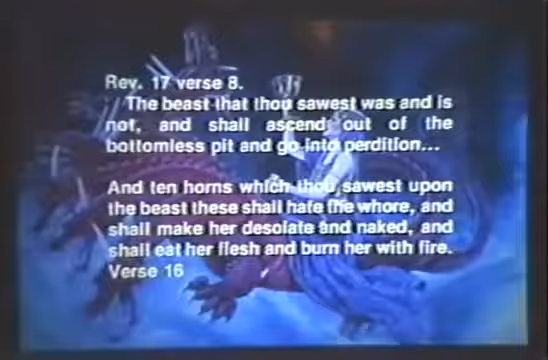 Rev. 17 verse 8.
The beast that thou sawest was and is
not, and shall ascend out of the
bottomless pit and go into perdition...
And ten horns which thou sawest upon
the beast these shall hate the whore, and
shall make her desolate and naked, and
shall eat her flesh and burn her with fire.
Verse 16